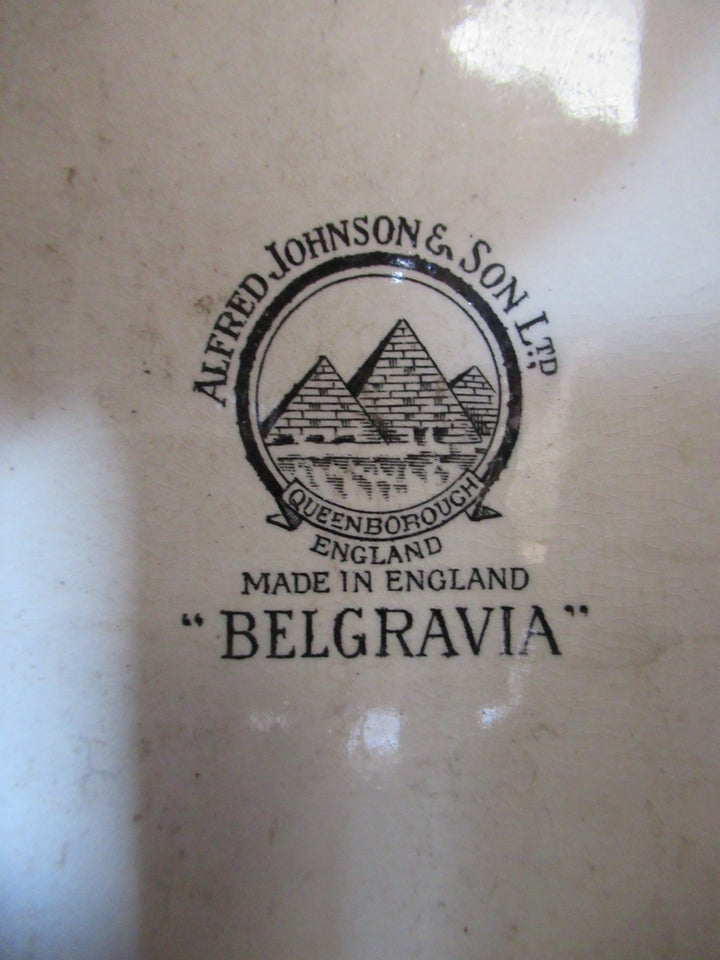 ALFRED JOHNSON & SON LTD
QUEENBOROUGH
ENGLAND
MADE IN ENGLAND
"BELGRAVIA"